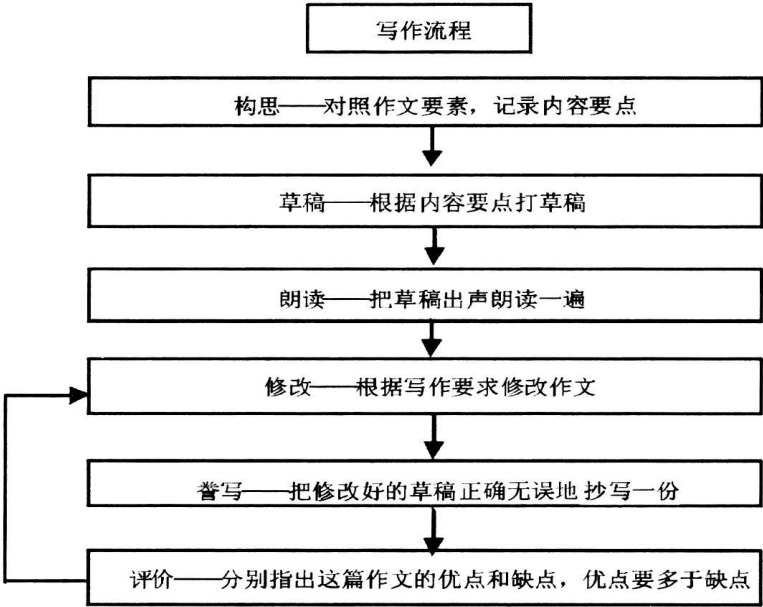 写作流程
构思——对照作文要素，记录内容要点
草稿——根据内容要点打草稿
朗读——把草稿出声朗读一遍
修改——根据写作要求修改作文
誊写——把修改好的草稿正确无误地抄写一份
评价——分别指出这篇作文的优点和缺点，优点要多于缺点